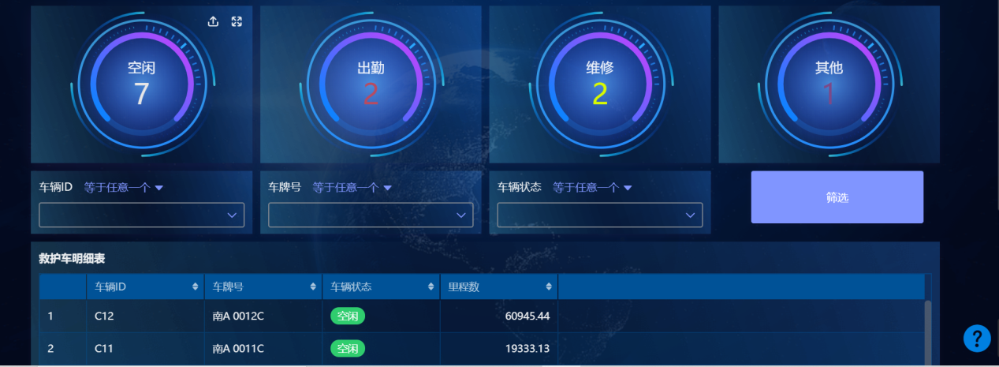 空闲
7
出勤
2
维修
2
其他
1
车辆ID 等于任意一个
车牌号 等于任意一个
车辆状态 等于任意一个
筛选
救护车明细表
车辆ID 车牌号 车辆状态 里程数
1 C12 南A 0012C 空闲 60945.44
2 C11 南A 0011C 空闲 19333.13
?